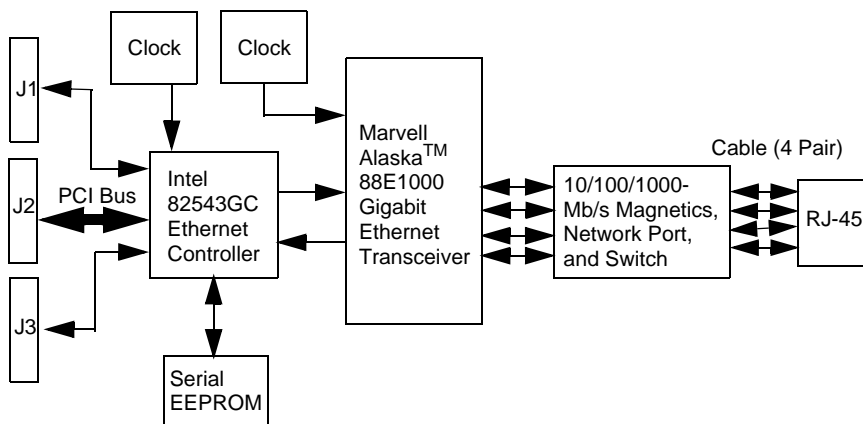 Clock
Clock
J1
Marvell
Alaska™
88E1000
Gigabit
Ethernet
Transceiver
Cable (4 Pair)
J2
PCI Bus
Intel
82543GC
Ethernet
Controller
10/100/1000-
Mb/s Magnetics,
Network Port,
and Switch
RJ-45
J3
Serial
EEPROM